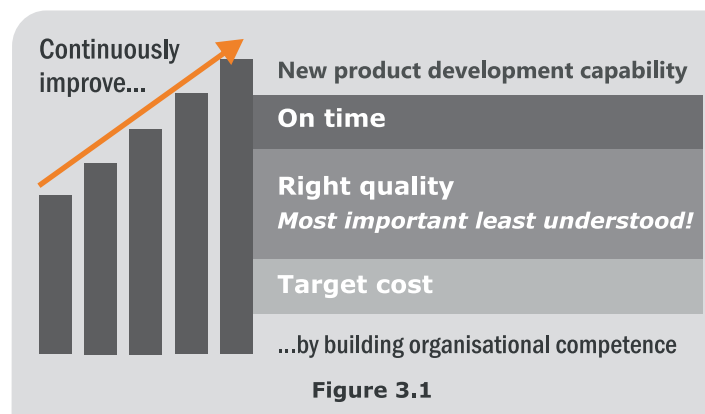 Continuously
improve...
New product development capability
On time
Right quality
Most important least understood!
Target cost
...by building organisational competence
Figure 3.1